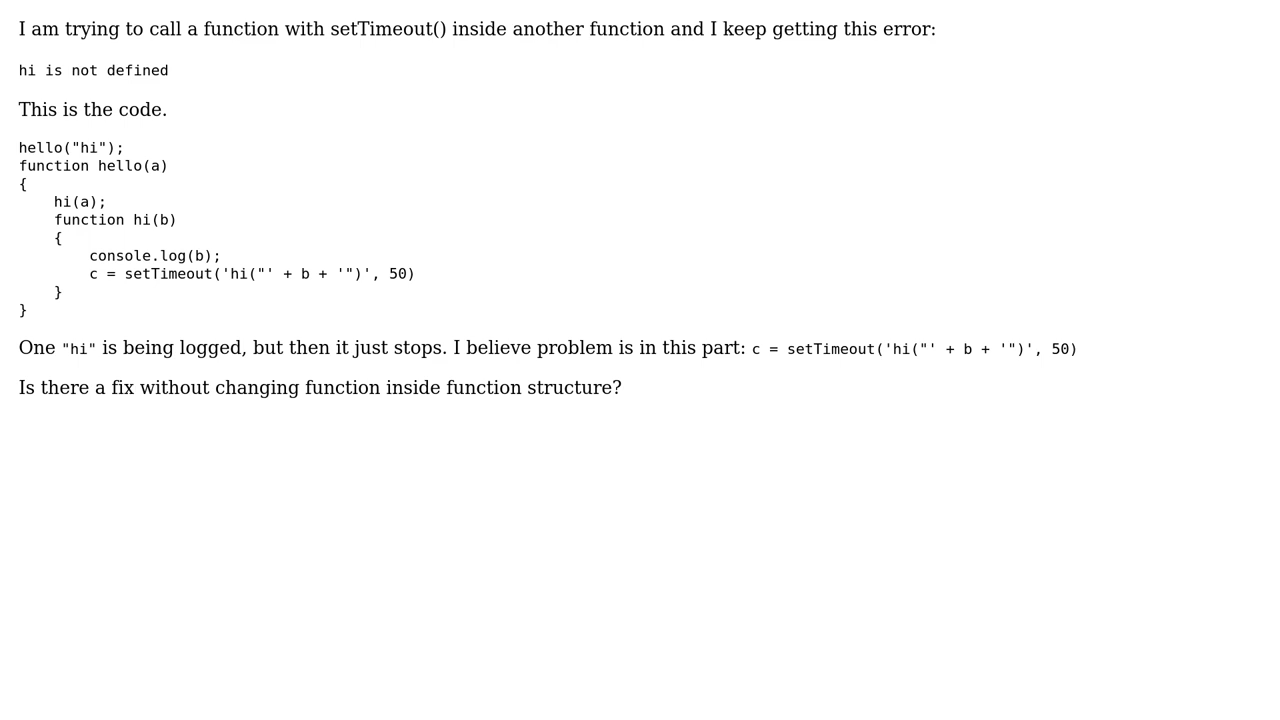 I am trying to call a function with setTimeout() inside another function and I keep getting this error:
hi is not defined
This is the code.
hello("hi");
function hello(a)
{
    hi(a);
    function hi(b)
    {
        console.log(b);
        c = setTimeout('hi("' + b + '")', 50)
    }
}
One "hi" is being logged, but then it just stops. I believe problem is in this part: c = setTimeout('hi("' + b + '")', 50)
Is there a fix without changing function inside function structure?